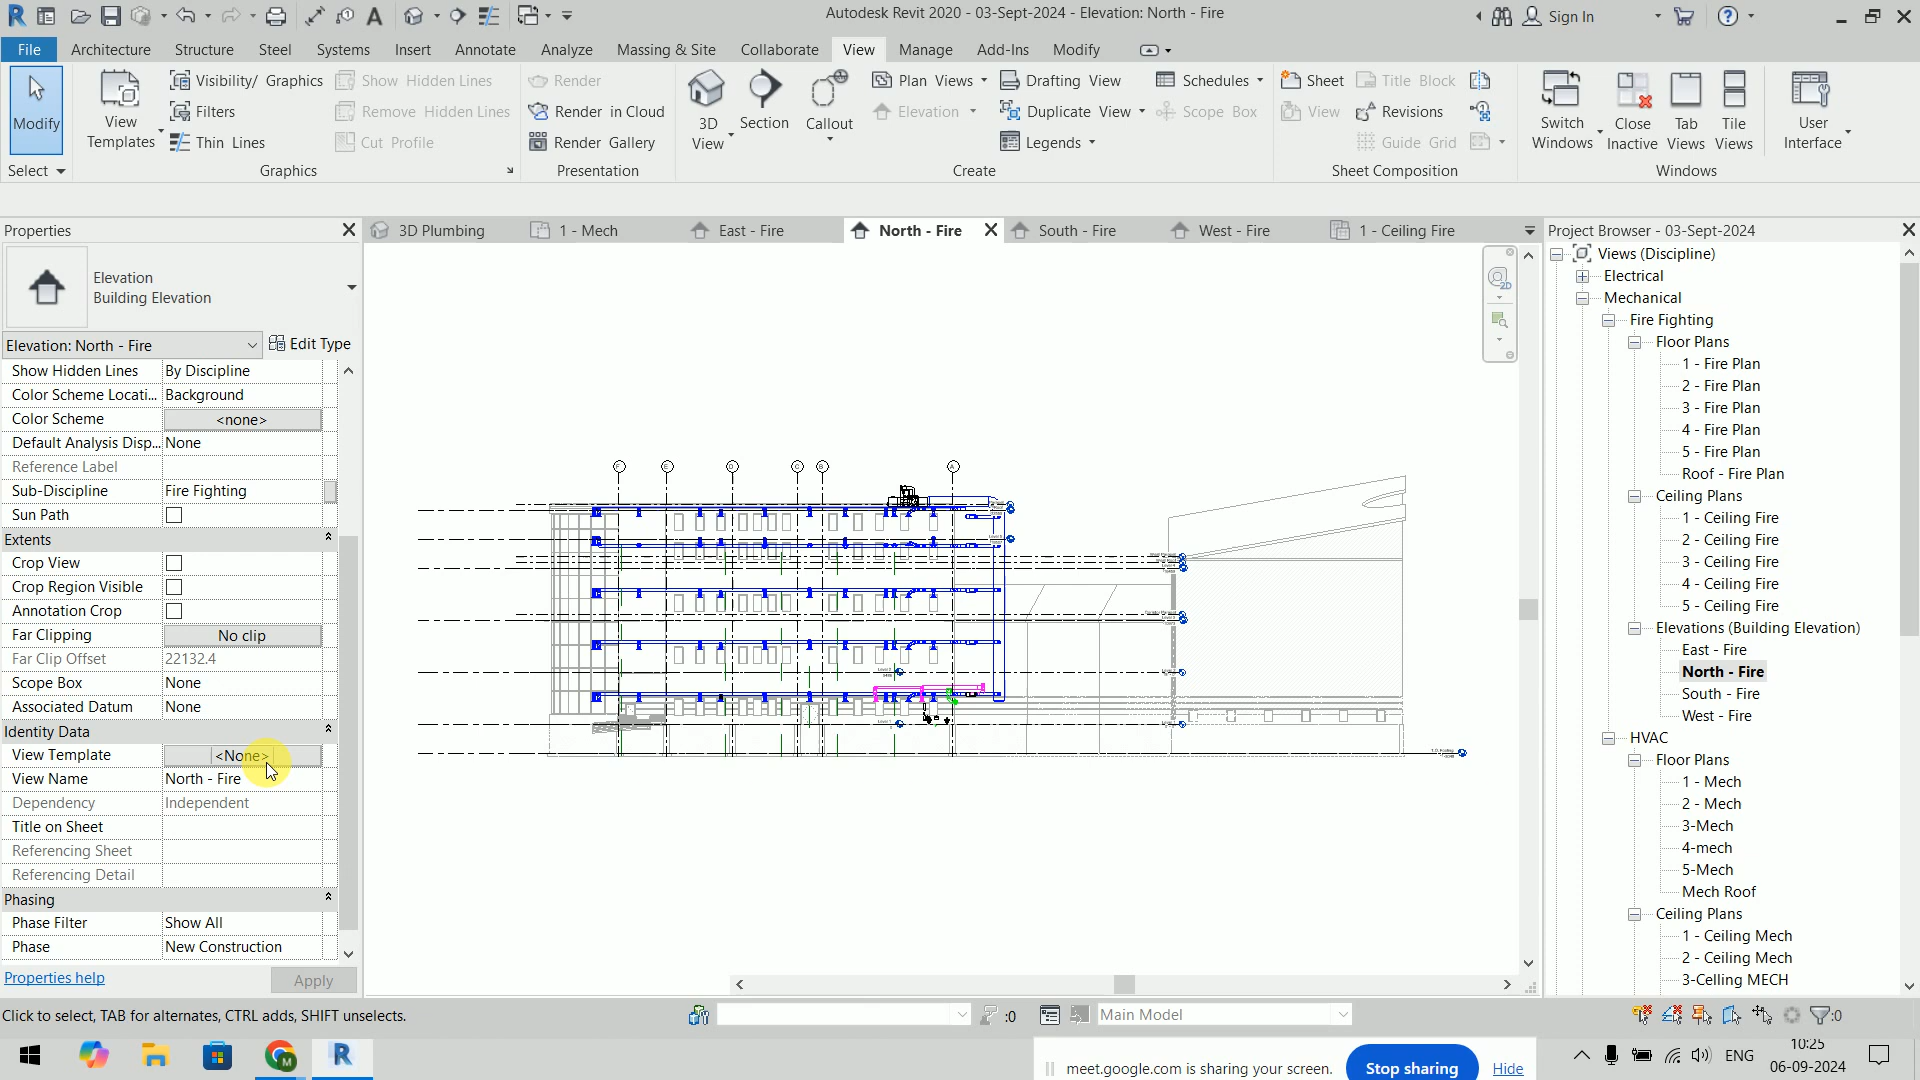 Autodesk Revit 2020 - 03-Sept-2024 - Elevation: North - Fire
Sign In
File Architecture Structure Steel Systems Insert Annotate Analyze Massing & Site Collaborate View Manage Add-Ins Modify
Modify
View Templates
Visibility/ Graphics
Filters
Thin Lines
Show Hidden Lines
Remove Hidden Lines
Cut Profile
Render
Render in Cloud
Render Gallery
3D View
Section
Callout
Plan Views
Elevation
Drafting View
Duplicate View
Legends
Schedules
Scope Box
Sheet
View
Title Block
Revisions
Guide Grid
Switch Windows
Close Inactive
Tab Views
Tile Views
User Interface
Select Graphics Presentation Create Sheet Composition Windows
Properties
3D Plumbing 1 - Mech East - Fire North - Fire South - Fire West - Fire 1 - Ceiling Fire
Project Browser - 03-Sept-2024
Elevation
Building Elevation
Elevation: North - Fire
Edit Type
Show Hidden Lines By Discipline
Color Scheme Locati... Background
Color Scheme <none>
Default Analysis Disp... None
Reference Label
Sub-Discipline Fire Fighting
Sun Path
Extents
Crop View
Crop Region Visible
Annotation Crop
Far Clipping No clip
Far Clip Offset 22132.4
Scope Box None
Associated Datum None
Identity Data
View Template <None>
View Name North - Fire
Dependency Independent
Title on Sheet
Referencing Sheet
Referencing Detail
Phasing
Phase Filter Show All
Phase New Construction
Properties help
Apply
2D
F E D C B A
Views (Discipline)
Electrical
Mechanical
Fire Fighting
Floor Plans
1 - Fire Plan
2 - Fire Plan
3 - Fire Plan
4 - Fire Plan
5 - Fire Plan
Roof - Fire Plan
Ceiling Plans
1 - Ceiling Fire
2 - Ceiling Fire
3 - Ceiling Fire
4 - Ceiling Fire
5 - Ceiling Fire
Elevations (Building Elevation)
East - Fire
North - Fire
South - Fire
West - Fire
HVAC
Floor Plans
1 - Mech
2 - Mech
3-Mech
4-mech
5-Mech
Mech Roof
Ceiling Plans
1 - Ceiling Mech
2 - Ceiling Mech
3-Celling MECH
Click to select, TAB for alternates, CTRL adds, SHIFT unselects.
:0
Main Model
:0
meet.google.com is sharing your screen.
Stop sharing
Hide
ENG
10:25
06-09-2024